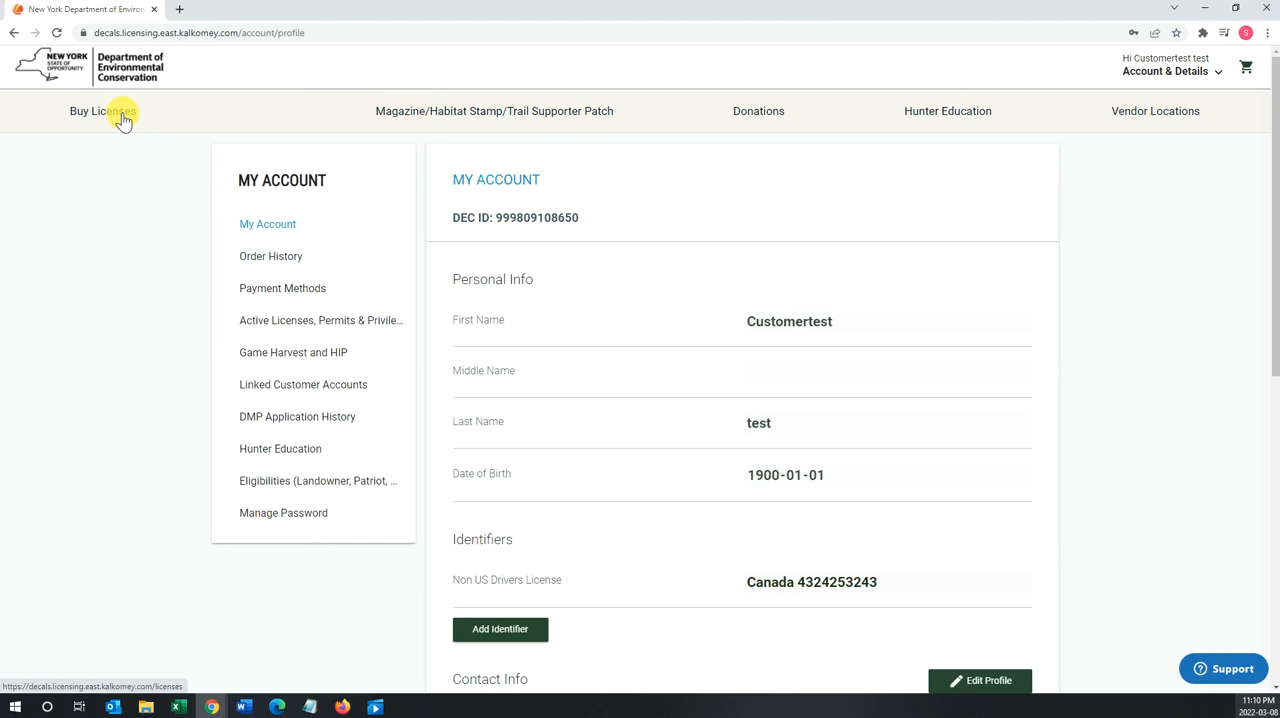 New York Department of Environ
decals.licensing.east.kalkomey.com/account/profile
S
NEW YORK
STATE OF
OPPORTUNITY
Department of
Environmental
Conservation
Hi Customertest test
Account & Details
Buy Licenses
Magazine/Habitat Stamp/Trail Supporter Patch
Donations
Hunter Education
Vendor Locations
MY ACCOUNT
My Account
Order History
Payment Methods
Active Licenses, Permits & Privile...
Game Harvest and HIP
Linked Customer Accounts
DMP Application History
Hunter Education
Eligibilities (Landowner, Patriot, ...
Manage Password
MY ACCOUNT
DEC ID: 999809108650
Personal Info
First Name
Customertest
Middle Name
Last Name
test
Date of Birth
1900-01-01
Identifiers
Non US Drivers License
Canada 4324253243
Add Identifier
Contact Info
Edit Profile
Support
https://decals.licensing.east.kalkomey.com/licenses
11:10 PM
2022-03-08